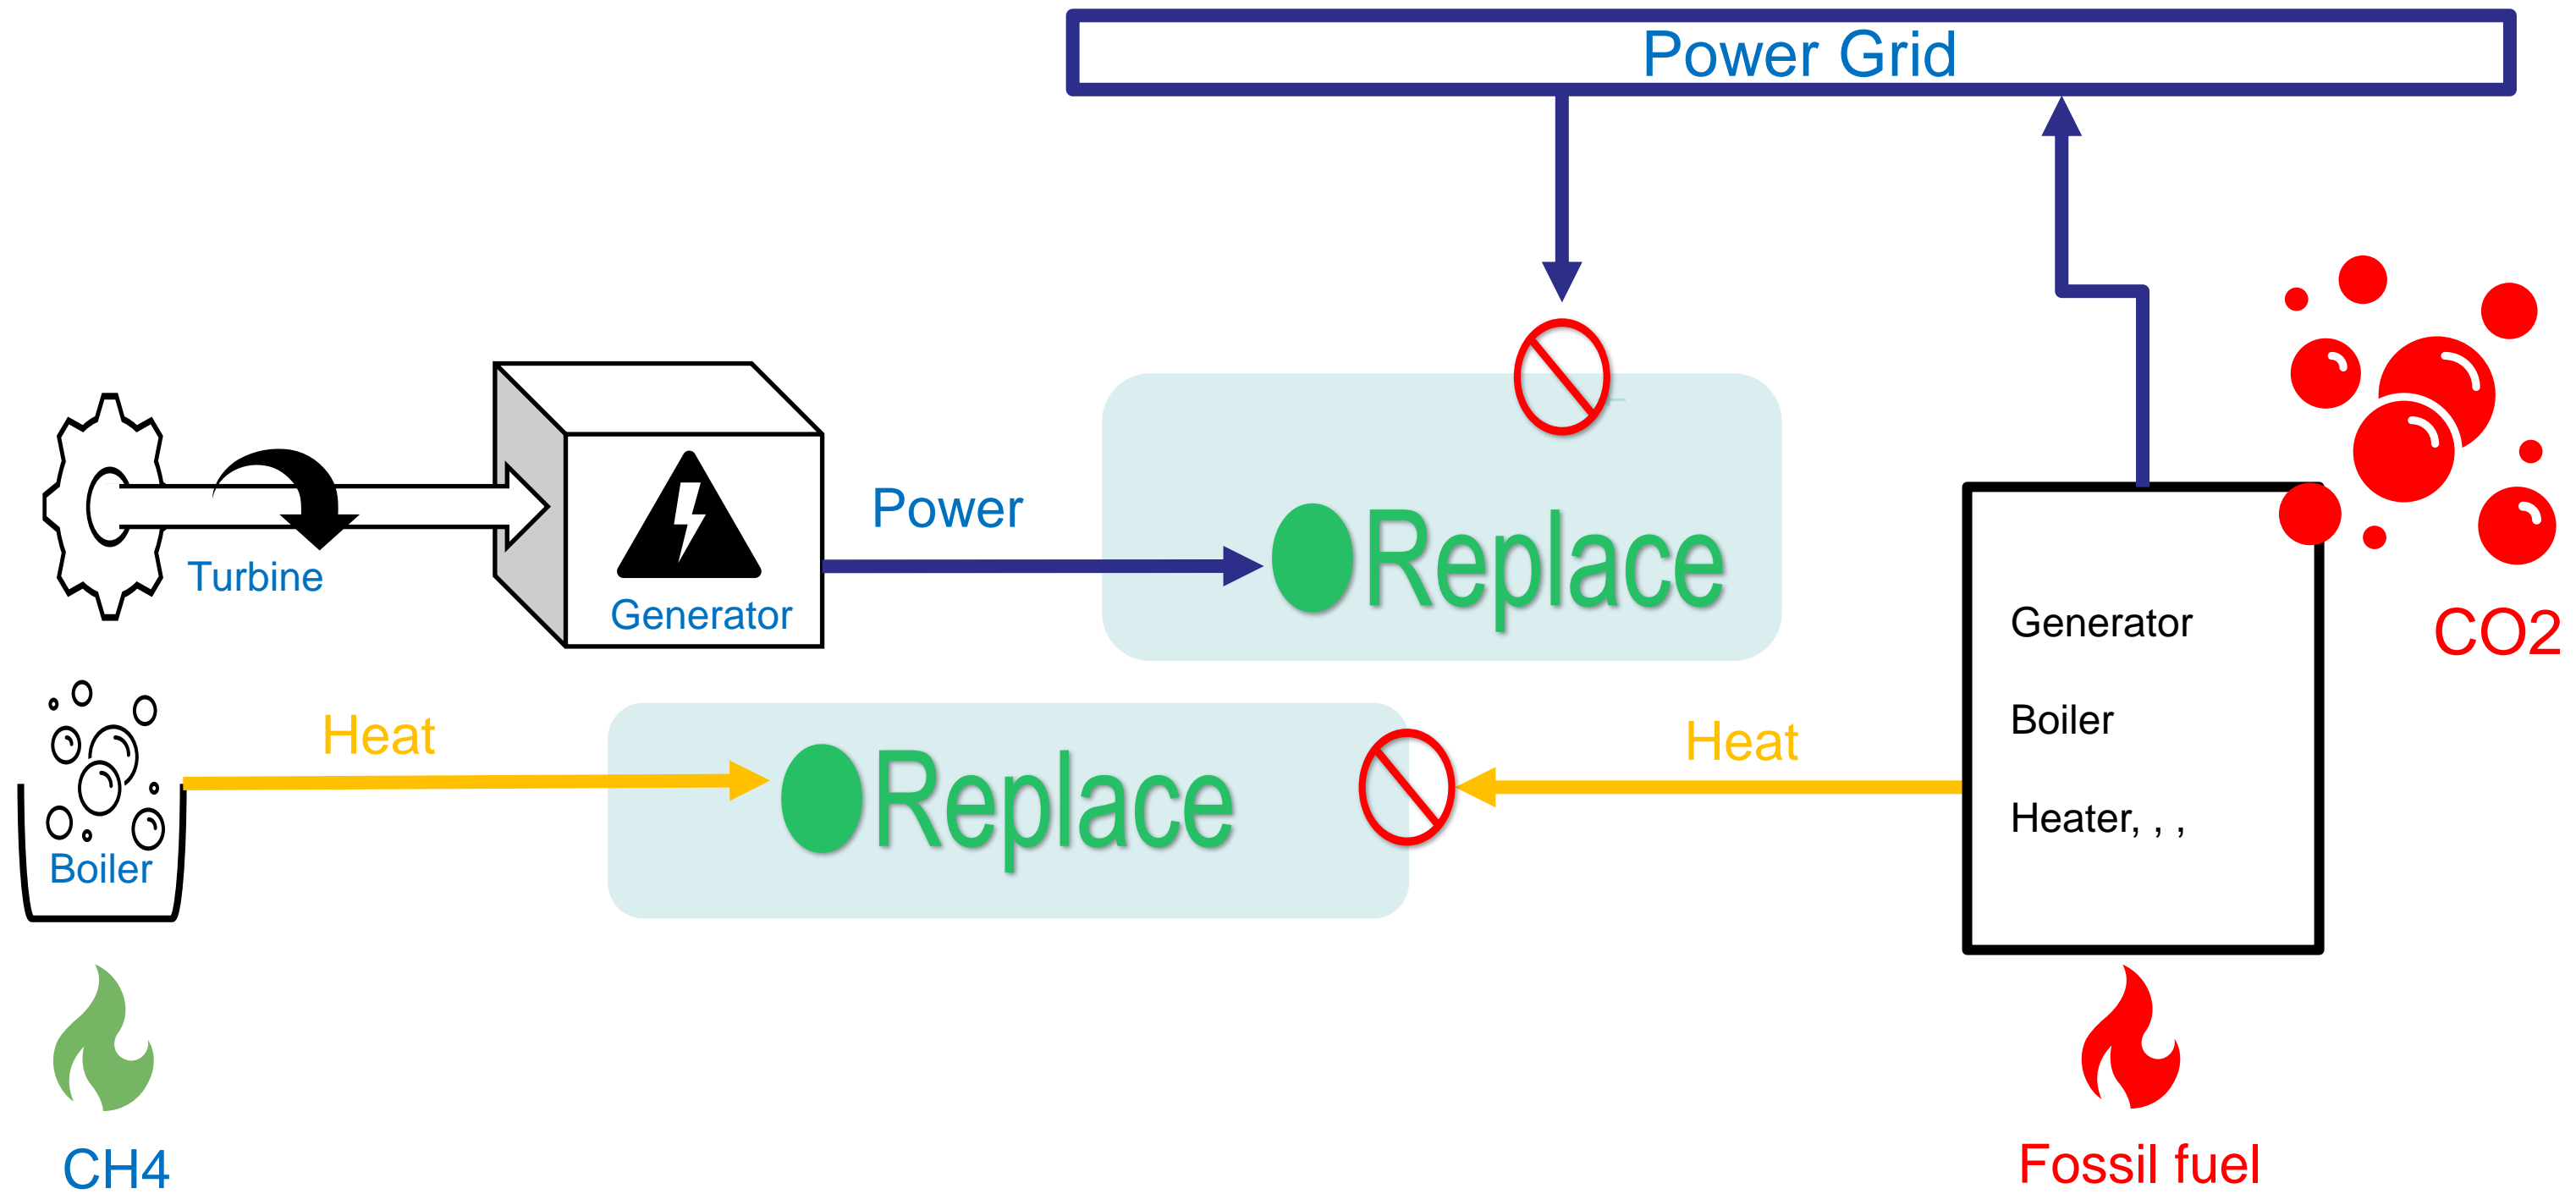 Power Grid
Power
Replace
Turbine
Generator
CO2
Generator
Boiler
Heater, , ,
Heat
Replace
Heat
Boiler
CH4
Fossil fuel